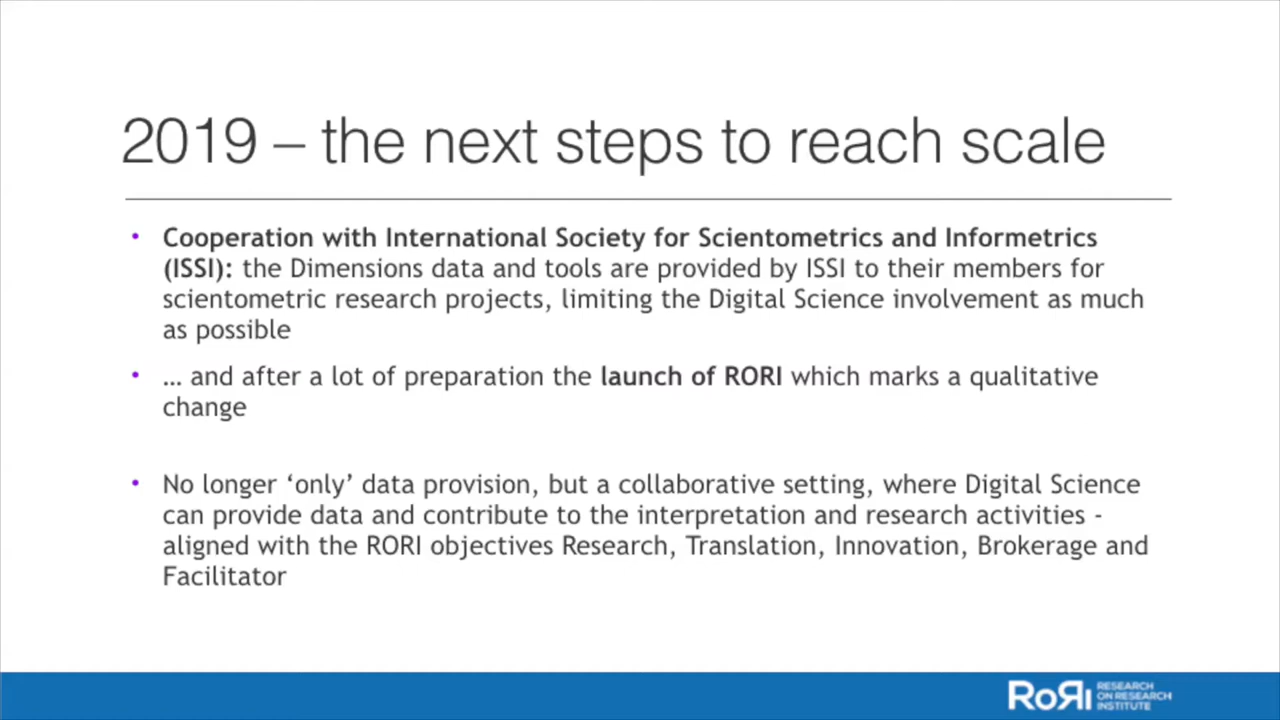 2019 – the next steps to reach scale
• Cooperation with International Society for Scientometrics and Informetrics
(ISSI): the Dimensions data and tools are provided by ISSI to their members for
scientometric research projects, limiting the Digital Science involvement as much
as possible
• … and after a lot of preparation the launch of RORI which marks a qualitative
change
• No longer ‘only’ data provision, but a collaborative setting, where Digital Science
can provide data and contribute to the interpretation and research activities -
aligned with the RORI objectives Research, Translation, Innovation, Brokerage and
Facilitator
RoRI
RESEARCH
ON RESEARCH
INSTITUTE